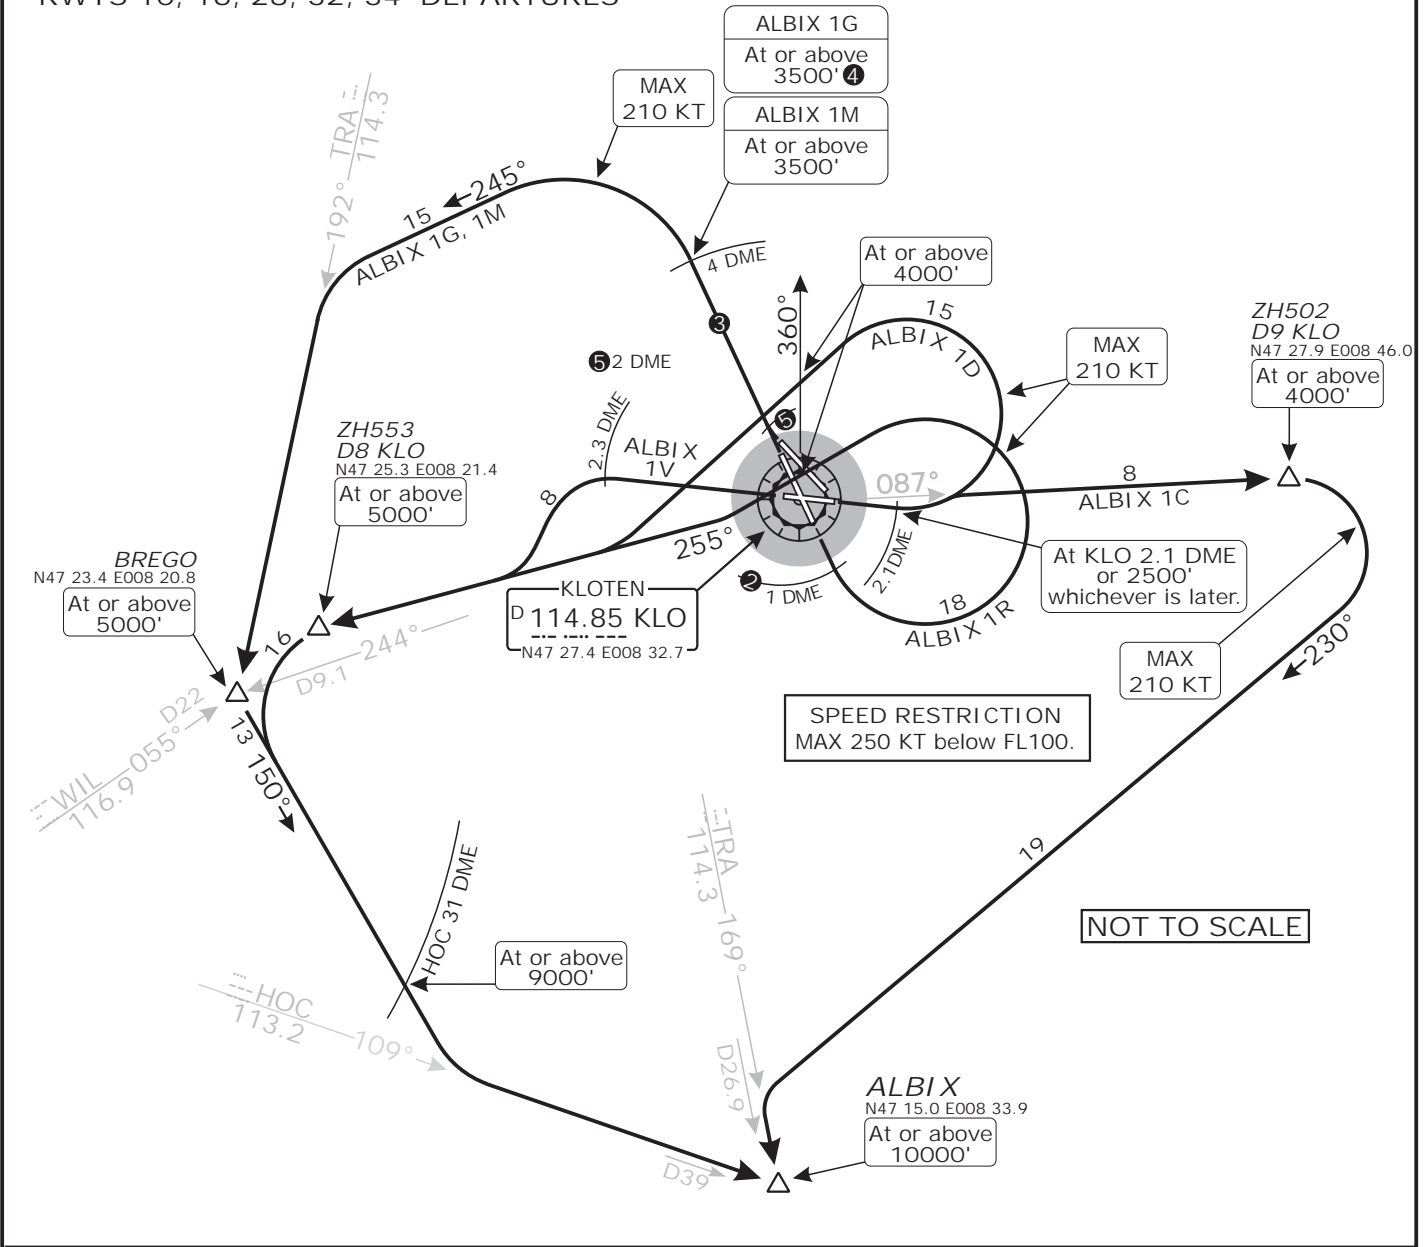 RWYS 10, 16, 28, 32, 34 DEPARTURES
ALBIX 1G
At or above
3500' 4
ALBIX 1M
At or above
3500'
MAX
210 KT
TRA
114.3
192°
245°
15
ALBIX 1G, 1M
4 DME
3
At or above
4000'
360°
15
ALBIX 1D
MAX
210 KT
ZH502
D9 KLO
N47 27.9 E008 46.0
At or above
4000'
5 2 DME
5
2.3 DME
ALBIX
1V
ZH553
D8 KLO
N47 25.3 E008 21.4
At or above
5000'
8
087°
8
ALBIX 1C
255°
2.1DME
At KLO 2.1 DME
or 2500'
whichever is later.
BREGO
N47 23.4 E008 20.8
At or above
5000'
KLOTEN
D 114.85 KLO
N47 27.4 E008 32.7
2
1 DME
18
ALBIX 1R
16
244°
D9.1
230°
MAX
210 KT
D22
055°
WIL
116.9
13
150°
SPEED RESTRICTION
MAX 250 KT below FL100.
HOC 31 DME
TRA
114.3
169°
19
NOT TO SCALE
At or above
9000'
HOC
113.2
109°
D26.9
ALBIX
N47 15.0 E008 33.9
At or above
10000'
D39